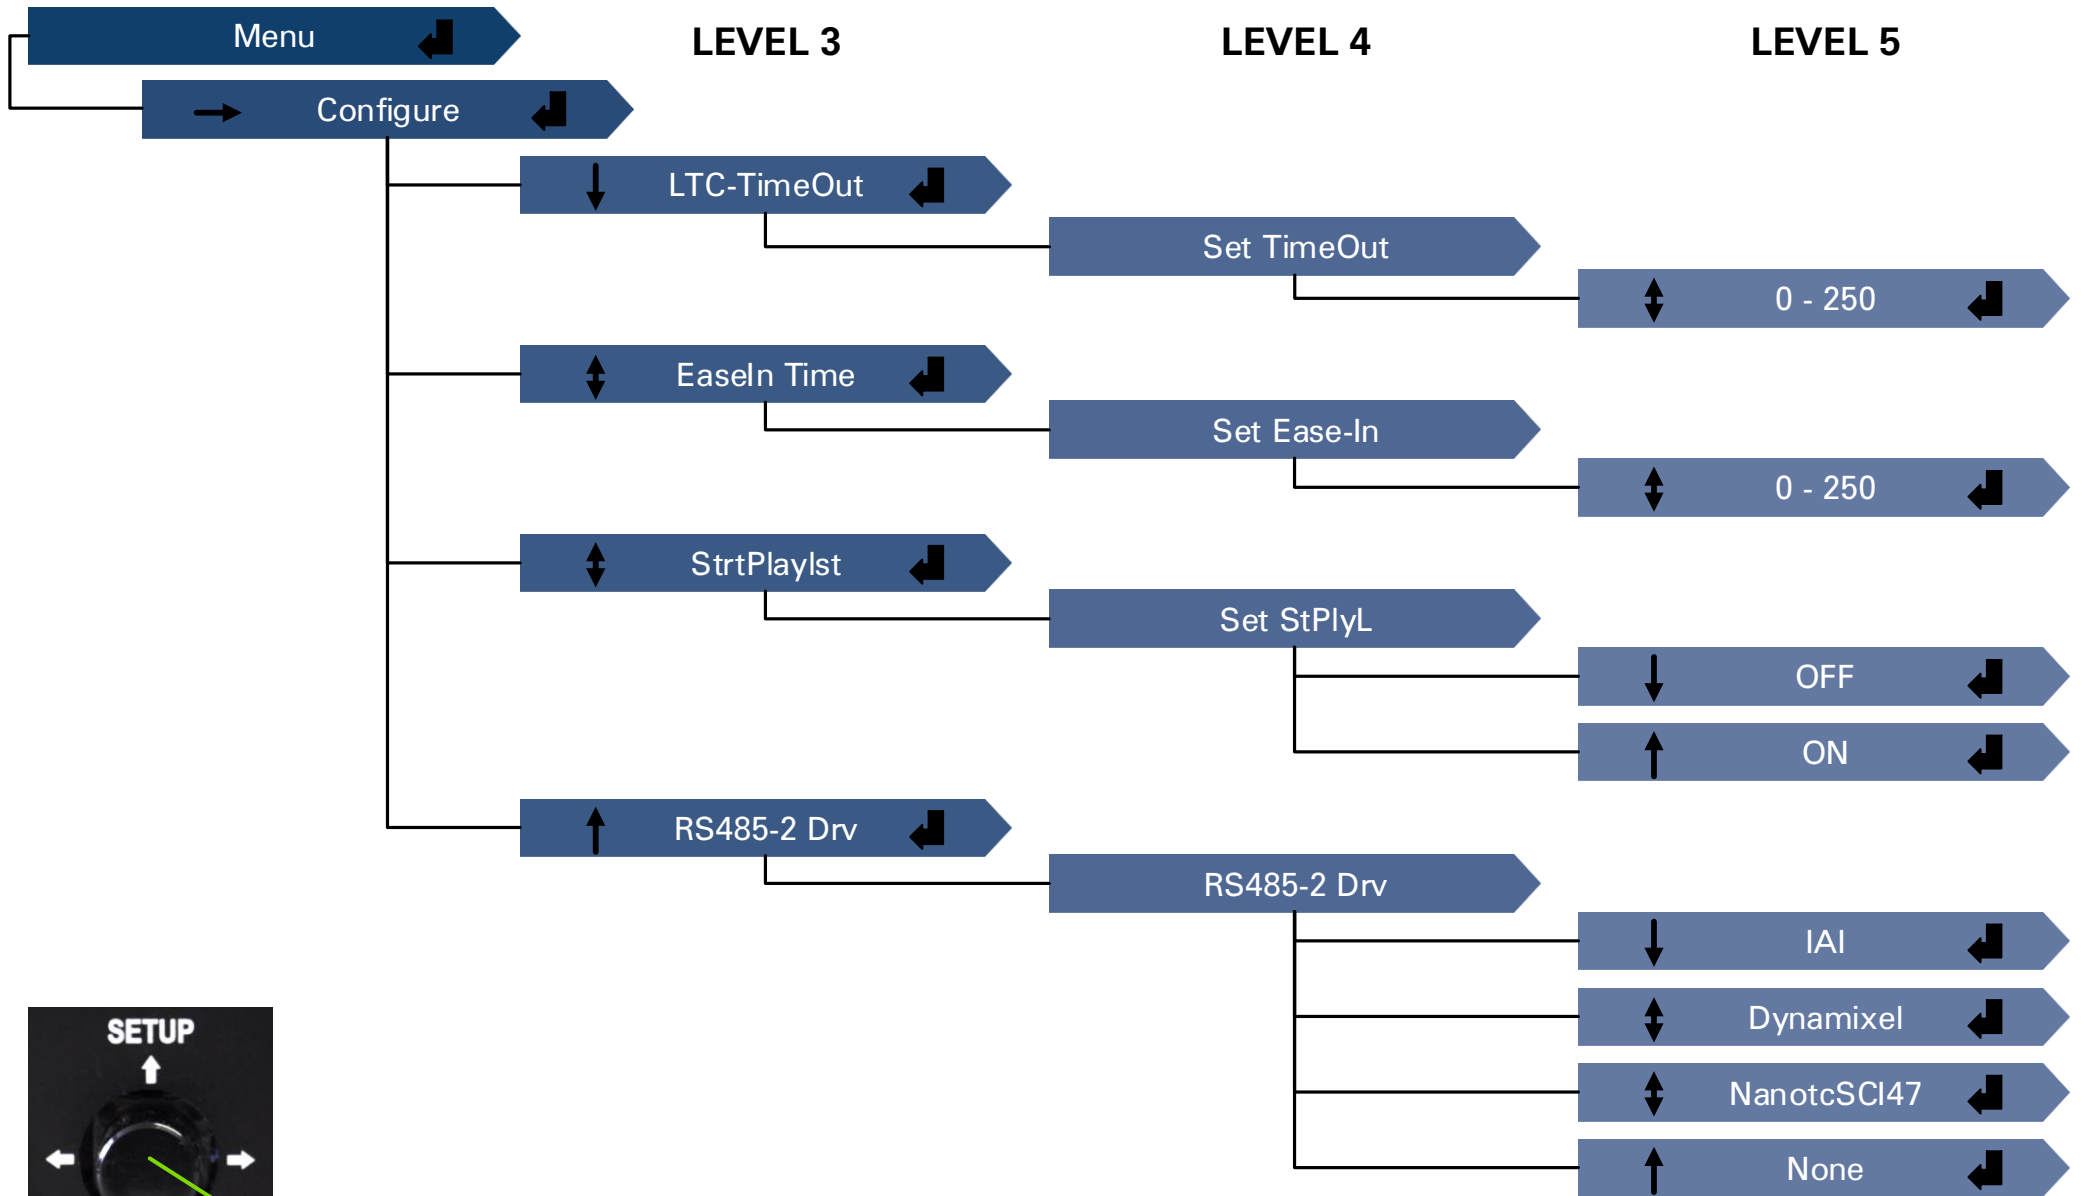 Menu
LEVEL 3
LEVEL 4
LEVEL 5
Configure
LTC-TimeOut
Set TimeOut
0 - 250
EaseIn Time
Set Ease-In
0 - 250
StrtPlaylst
Set StPlyL
OFF
ON
RS485-2 Drv
RS485-2 Drv
IAI
Dynamixel
NanotcSCI47
None
SETUP